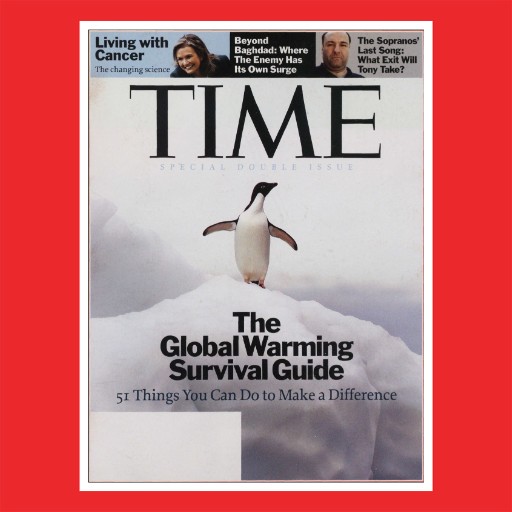 Living with
Cancer
The changing science
Beyond
Baghdad: Where
The Enemy Has
Its Own Surge
The Sopranos'
Last Song:
What Exit Will
Tony Take?
TIME
SPECIAL DOUBLE ISSUE
The
Global Warming
Survival Guide
51 Things You Can Do to Make a Difference